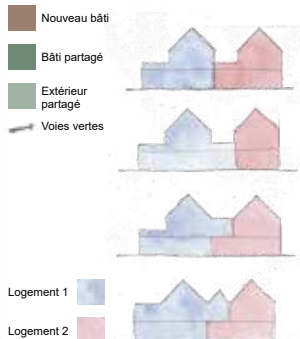 Nouveau bâti
Bâti partagé
Extérieur
partagé
Voies vertes
Logement 1
Logement 2